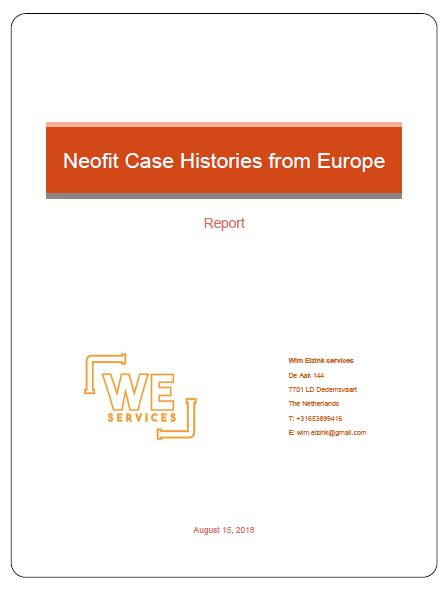 Neofit Case Histories from Europe
Report
WE
SERVICES
Wim Elzink services
De Aak 144
7701 LD Dedemsvaart
The Netherlands
T: +31653899416
E: wim.elzink@gmail.com
August 15, 2018